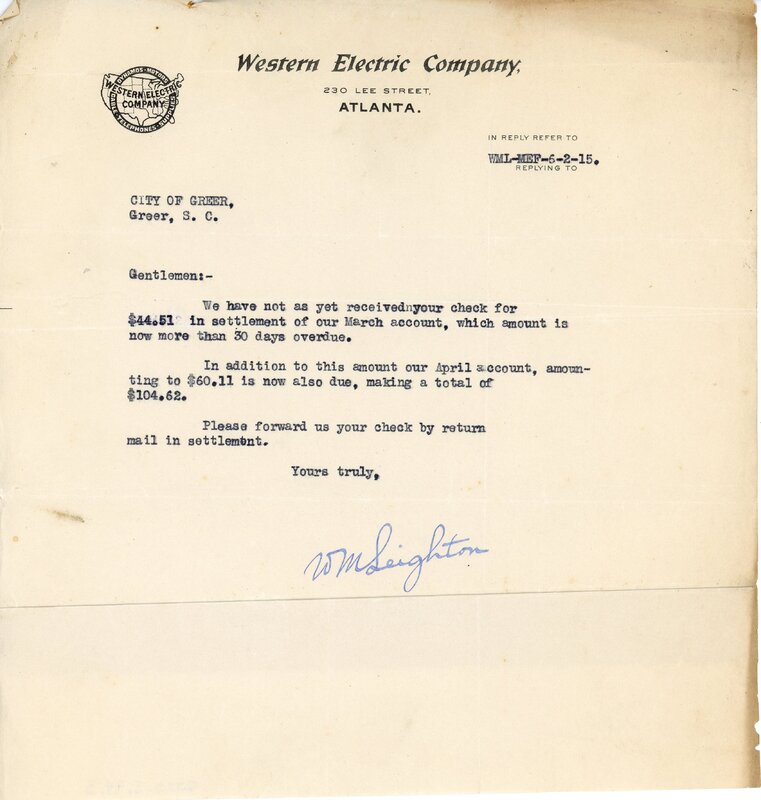 Western Electric Company,
230 LEE STREET,
ATLANTA.
DYNAMOS-MOTORS
WESTERN ELECTRIC
COMPANY
TELEPHONES-SUPPLIES
IN REPLY REFER TO
WML-MEF-6-2-15.
REPLYING TO
CITY OF GREER,
Greer, S. C.
Gentlemen:-
We have not as yet receivednyour check for
$44.51 in settlement of our March account, which amount is
now more than 30 days overdue.
In addition to this amount our April account, amoun-
ting to $60.11 is now also due, making a total of
$104.62.
Please forward us your check by return
mail in settlement.
Yours truly,
WMLeighton